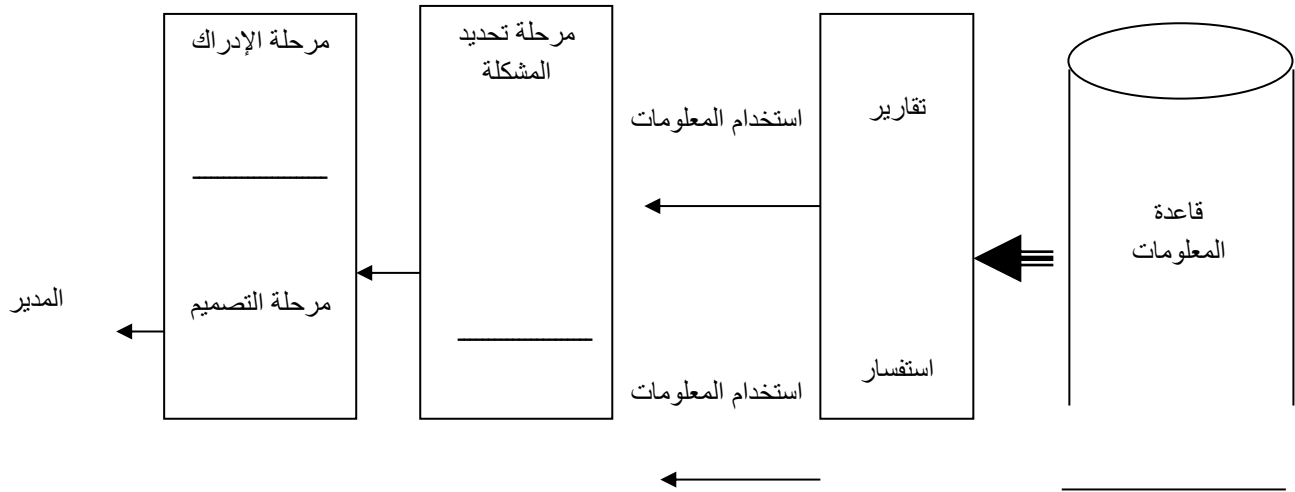 قاعدة
المعلومات
تقارير
استفسار
استخدام المعلومات
استخدام المعلومات
مرحلة تحديد
المشكلة
مرحلة الإدراك
مرحلة التصميم
المدير